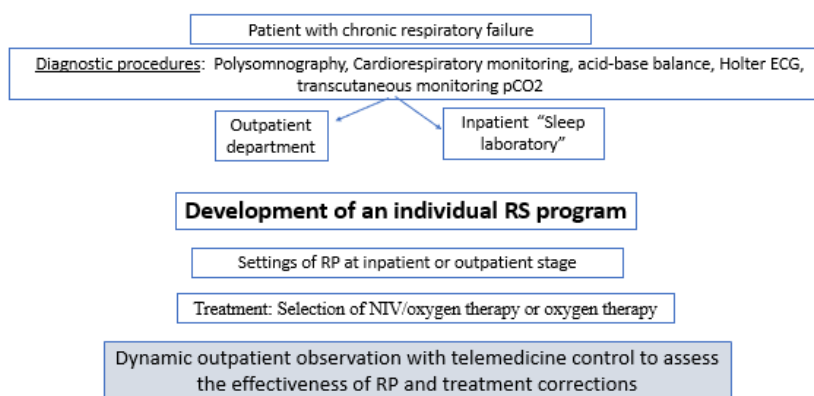 Patient with chronic respiratory failure
Diagnostic procedures: Polysomnography, Cardiorespiratory monitoring, acid-base balance, Holter ECG,
transcutaneous monitoring pCO2
Outpatient
department
Inpatient “Sleep
laboratory”
Development of an individual RS program
Settings of RP at inpatient or outpatient stage
Treatment: Selection of NIV/oxygen therapy or oxygen therapy
Dynamic outpatient observation with telemedicine control to assess
the effectiveness of RP and treatment corrections